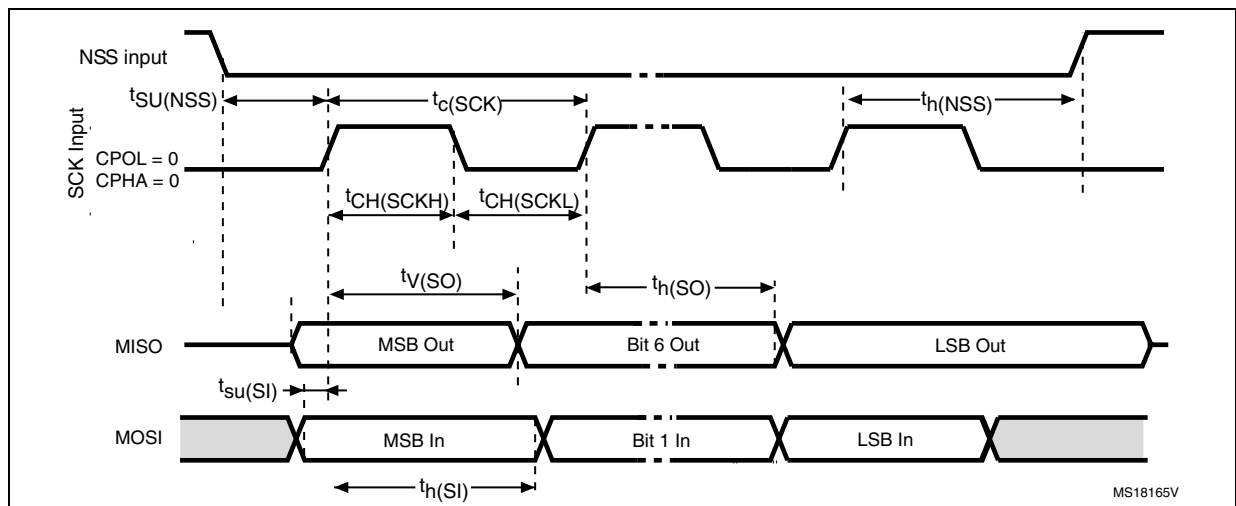 NSS input
tSU(NSS)
tc(SCK)
th(NSS)
SCK Input
CPOL = 0
CPHA = 0
tCH(SCKH)
tCH(SCKL)
tV(SO)
th(SO)
MISO
MSB Out
Bit 6 Out
LSB Out
tsu(SI)
MOSI
MSB In
Bit 1 In
LSB In
th(SI)
MS18165V